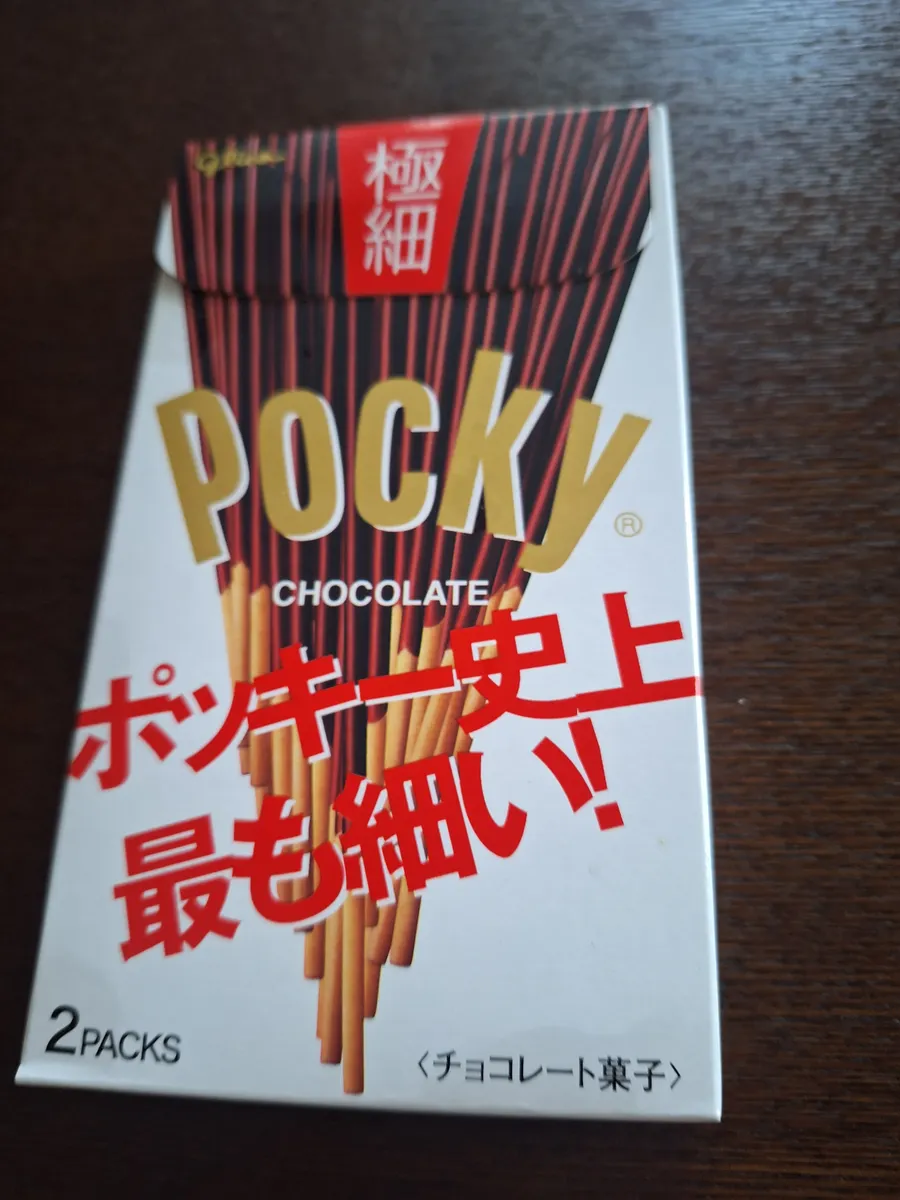 Glico
極細
Pocky®
CHOCOLATE
ポッキー史上
最も細い!
2PACKS
〈チョコレート菓子〉